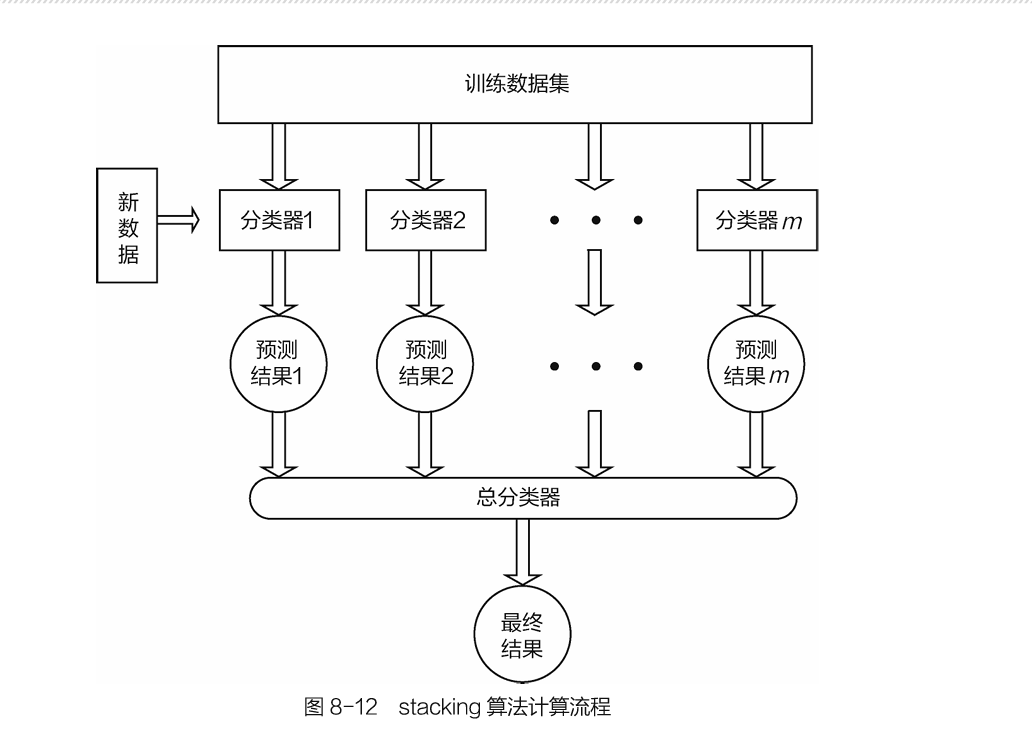 训练数据集
新
数
据
分类器1
分类器2
分类器m
预测
结果1
预测
结果2
预测
结果m
总分类器
最终
结果
图 8-12 stacking 算法计算流程